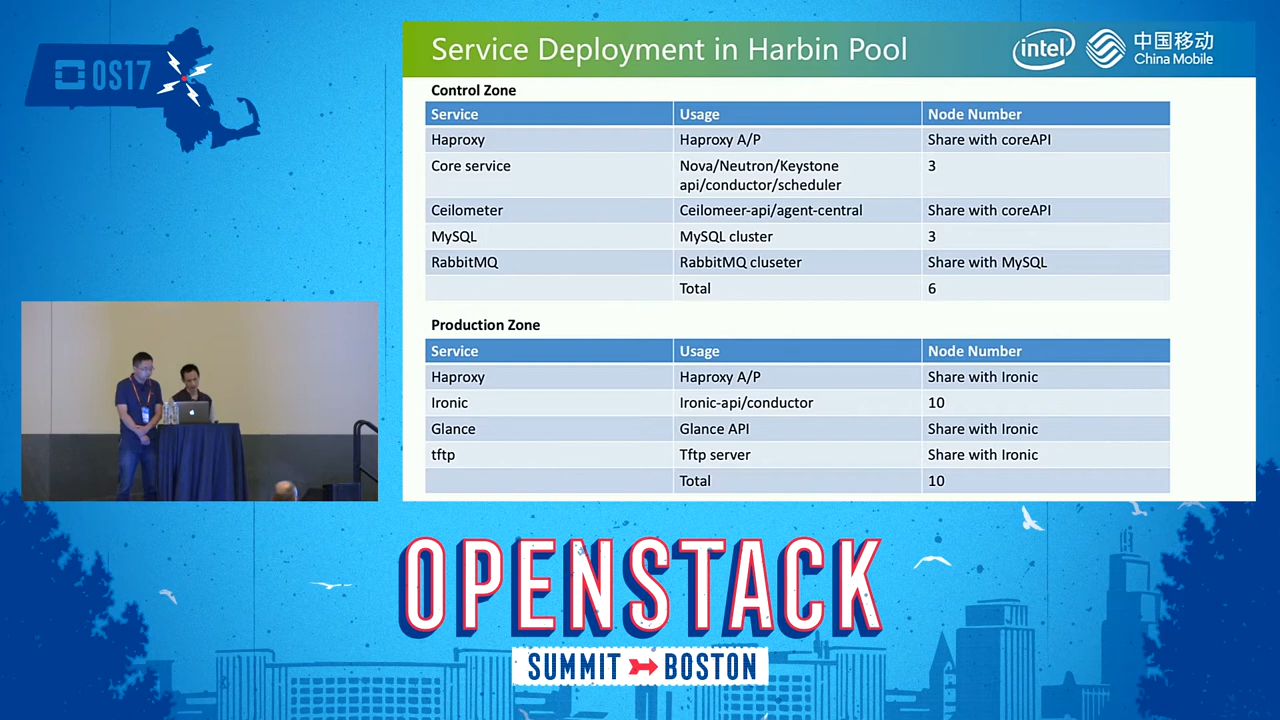 OS17
Service Deployment in Harbin Pool
intel
中国移动
China Mobile
Control Zone
Service Usage Node Number
Haproxy Haproxy A/P Share with coreAPI
Core service Nova/Neutron/Keystone 3
api/conductor/scheduler
Ceilometer Ceilomeer-api/agent-central Share with coreAPI
MySQL MySQL cluster 3
RabbitMQ RabbitMQ cluseter Share with MySQL
Total 6
Production Zone
Service Usage Node Number
Haproxy Haproxy A/P Share with Ironic
Ironic Ironic-api/conductor 10
Glance Glance API Share with Ironic
tftp Tftp server Share with Ironic
Total 10
OPENSTACK
SUMMIT BOSTON